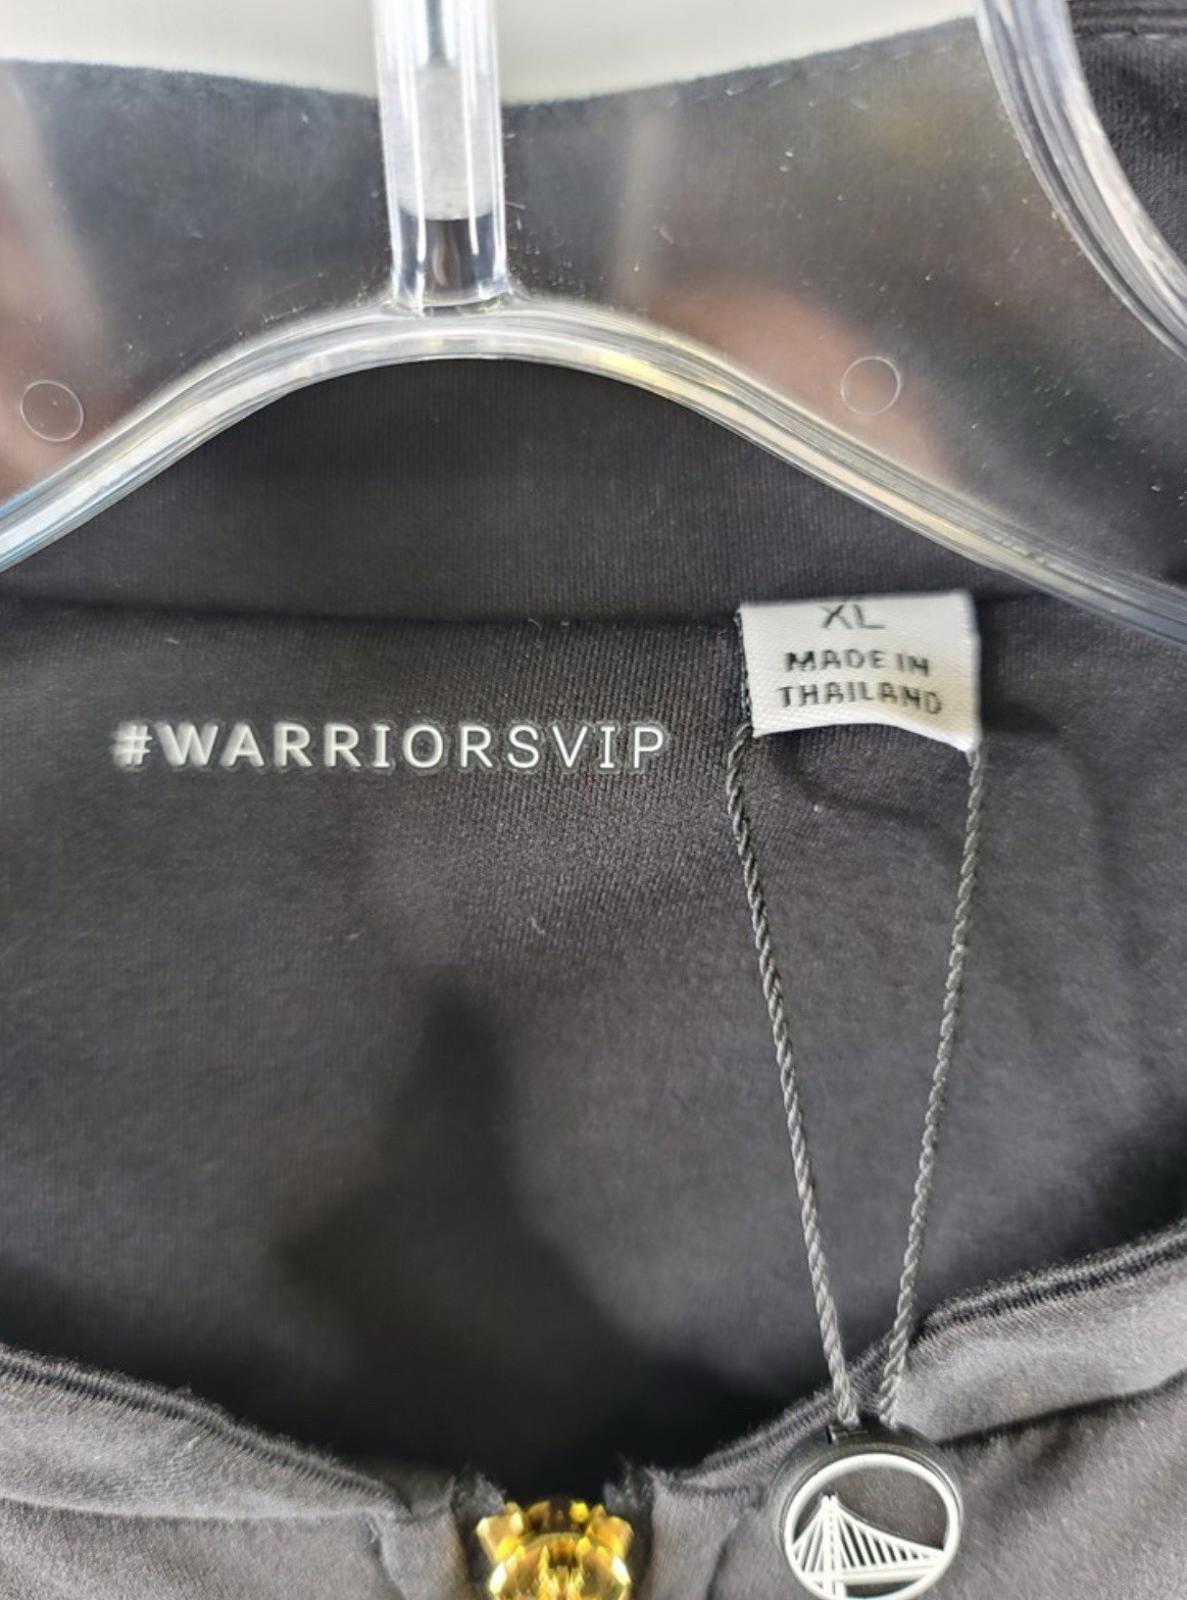 XL
MADE IN
THAILAND
#WARRIORSVIP